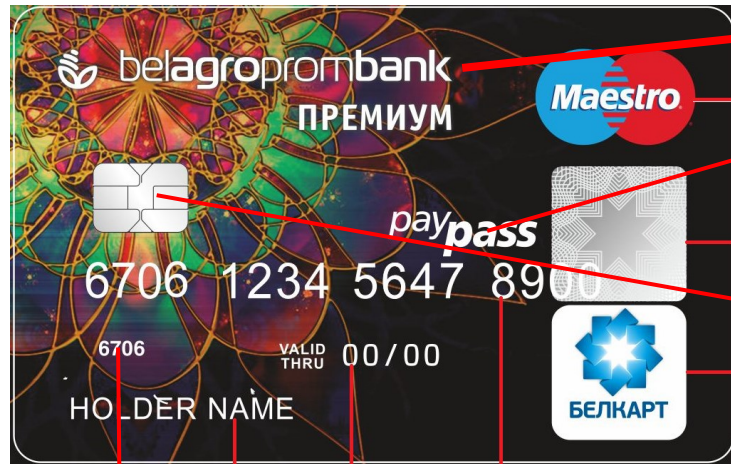 belagroprombank
ПРЕМИУМ
Maestro
paypass
6706 1234 5647 8900
6706
VALID THRU 00/00
HOLDER NAME
БЕЛКАРТ